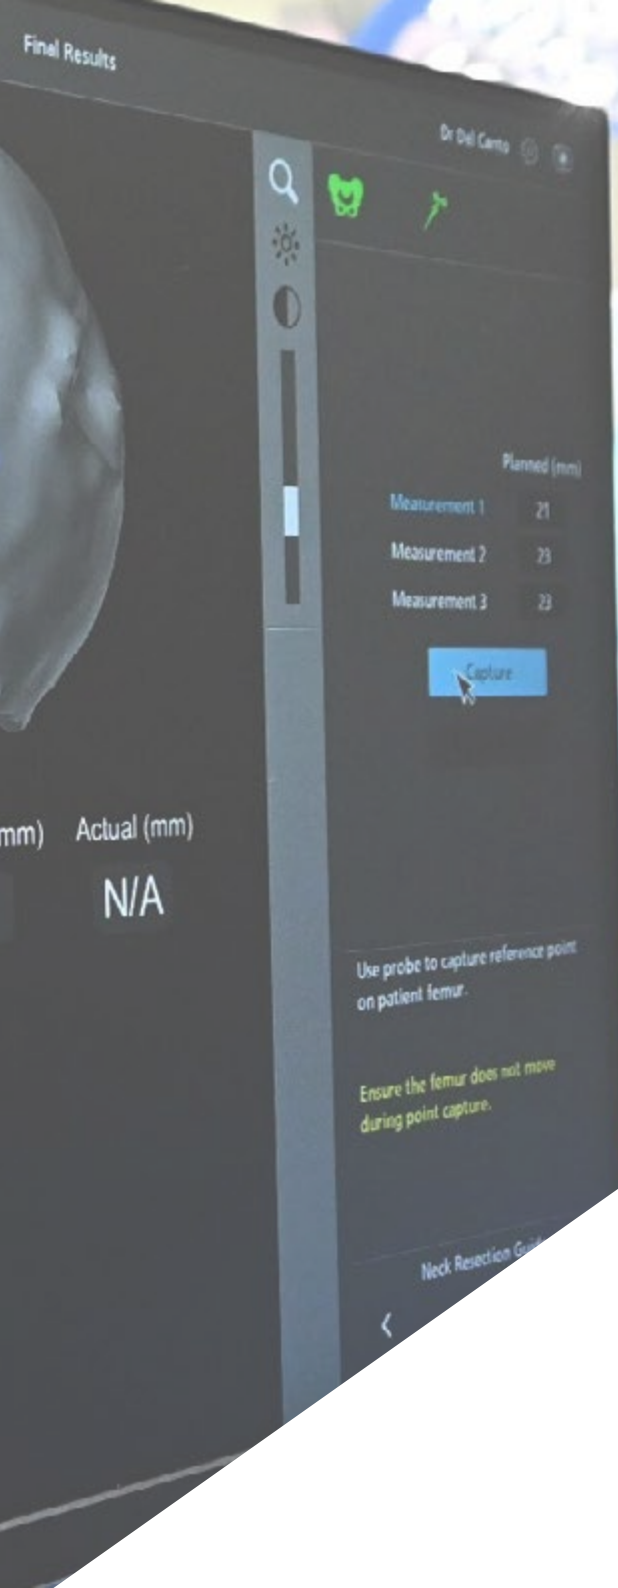 Final Results
Dr Del Canto
Planned (mm)
Measurement 1 21
Measurement 2 23
Measurement 3 23
Capture
mm) Actual (mm)
N/A
Use probe to capture reference point
on patient femur.
Ensure the femur does not move
during point capture.
Neck Resection